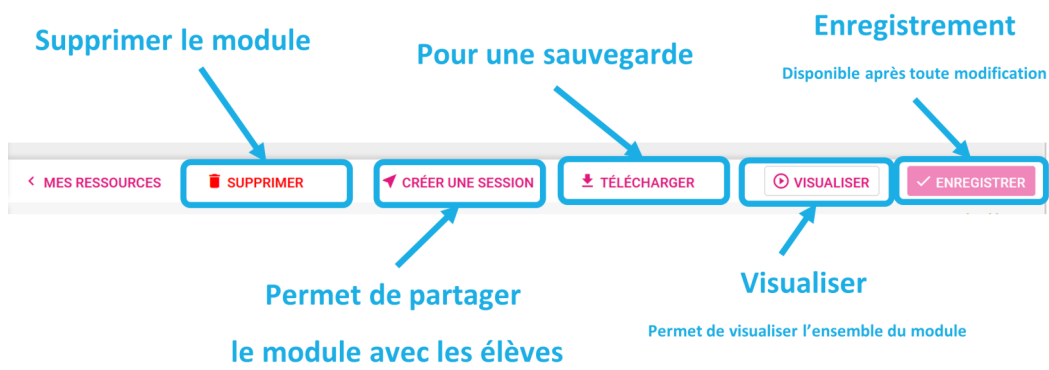 Supprimer le module
Pour une sauvegarde
Enregistrement
Disponible après toute modification
MES RESSOURCES
SUPPRIMER
CRÉER UNE SESSION
TÉLÉCHARGER
VISUALISER
ENREGISTRER
Permet de partager
le module avec les élèves
Visualiser
Permet de visualiser l’ensemble du module